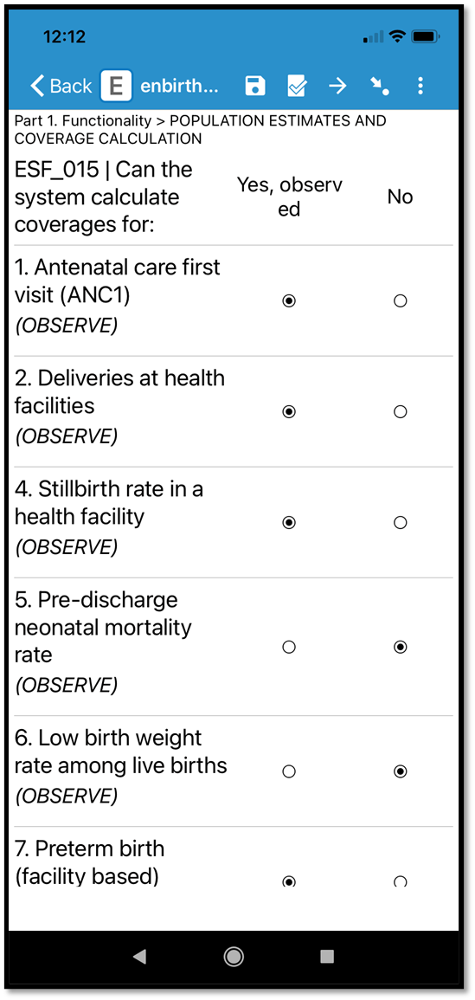 12:12
Back E enbirth...
Part 1. Functionality > POPULATION ESTIMATES AND
COVERAGE CALCULATION
ESF_015 | Can the
system calculate
coverages for:
Yes, observ
ed
No
1. Antenatal care first
visit (ANC1)
(OBSERVE)
2. Deliveries at health
facilities
(OBSERVE)
4. Stillbirth rate in a
health facility
(OBSERVE)
5. Pre-discharge
neonatal mortality
rate
(OBSERVE)
6. Low birth weight
rate among live births
(OBSERVE)
7. Preterm birth
(facility based)